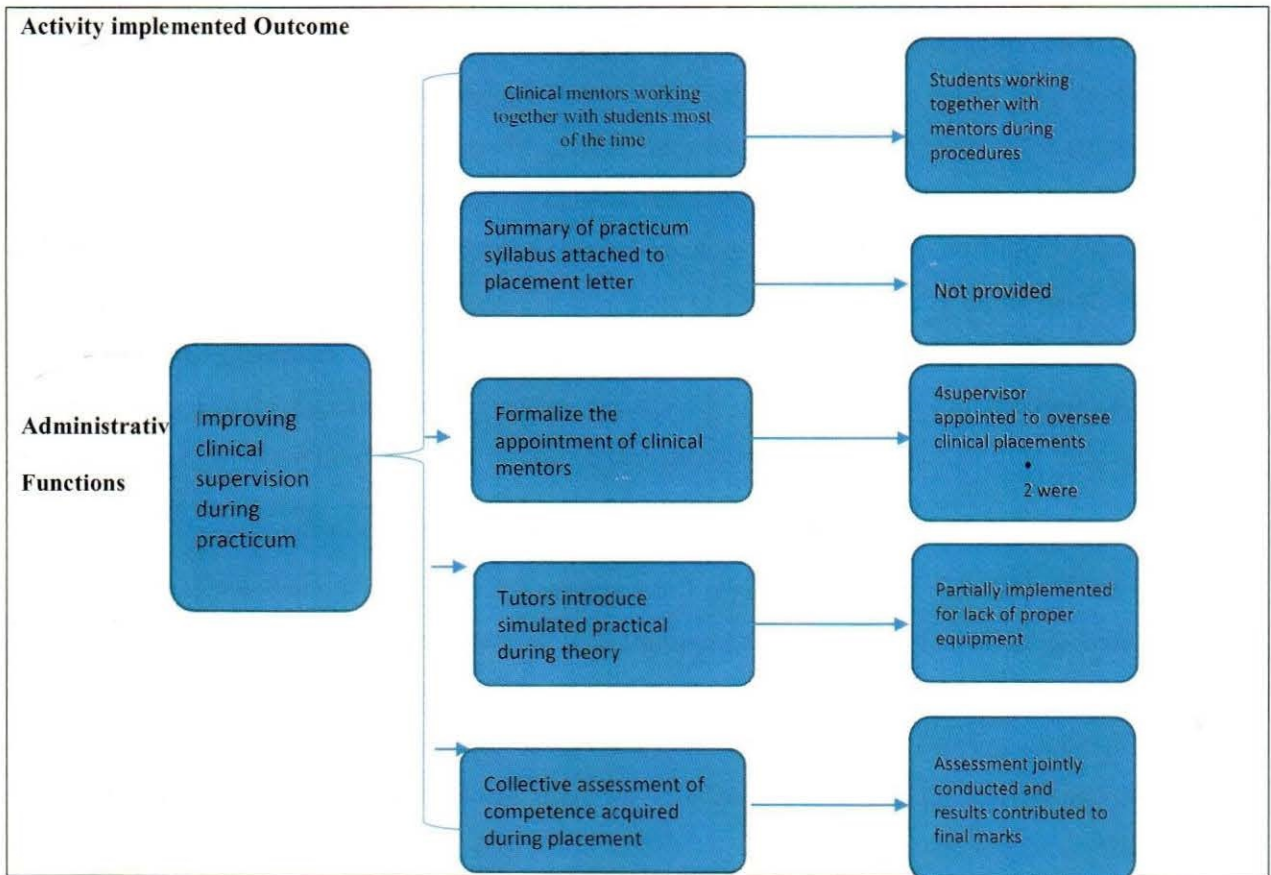 Activity implemented Outcome
Clinical mentors working
together with students most
of the time
Students working
together with
mentors during
procedures
Summary of practicum
syllabus attached to
placement letter
Not provided
Administrativ
Functions
Improving
clinical
supervision
during
practicum
Formalize the
appointment of clinical
mentors
4supervisor
appointed to oversee
clinical placements
•
2 were
Tutors introduce
simulated practical
during theory
Partially implemented
for lack of proper
equipment
Collective assessment of
competence acquired
during placement
Assessment jointly
conducted and
results contributed to
final marks